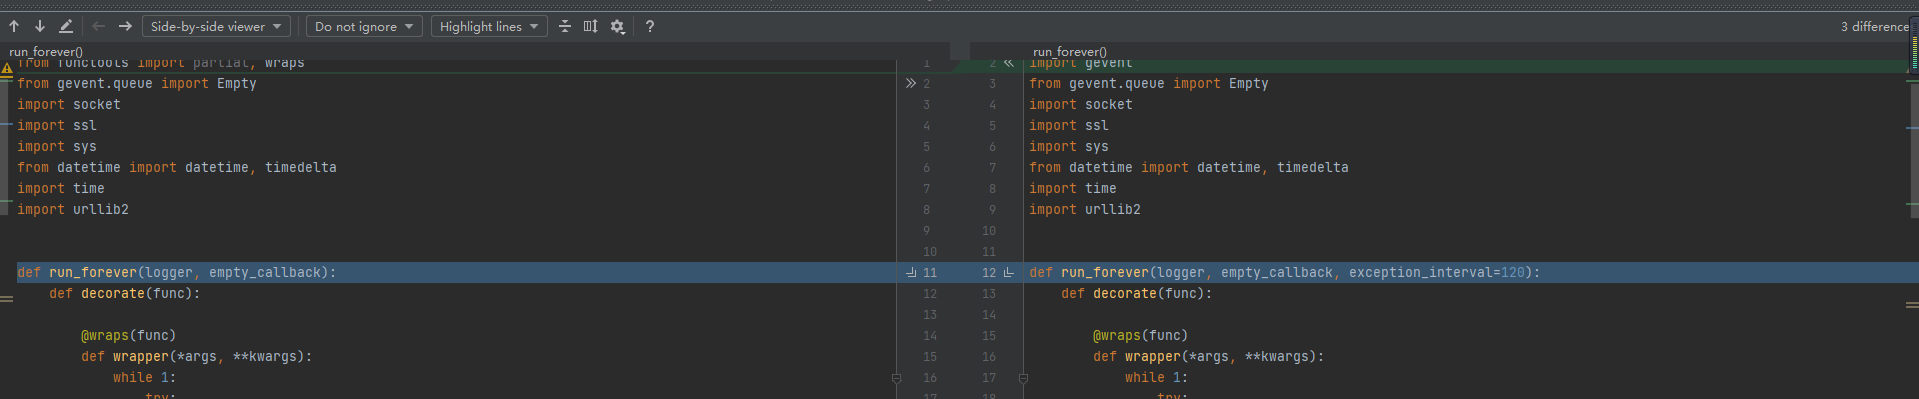 Side-by-side viewer Do not ignore Highlight lines ? 3 difference
run_forever() run_forever()
from functools import partial, wraps 1 2 import gevent
from gevent.queue import Empty 2 3 from gevent.queue import Empty
import socket 3 4 import socket
import ssl 4 5 import ssl
import sys 5 6 import sys
from datetime import datetime, timedelta 6 7 from datetime import datetime, timedelta
import time 7 8 import time
import urllib2 8 9 import urllib2
9 10
10 11
def run_forever(logger, empty_callback): 11 12 def run_forever(logger, empty_callback, exception_interval=120):
def decorate(func): 12 13 def decorate(func):
13 14
@wraps(func) 14 15 @wraps(func)
def wrapper(*args, **kwargs): 15 16 def wrapper(*args, **kwargs):
while 1: 16 17 while 1:
try: 17 18 try: